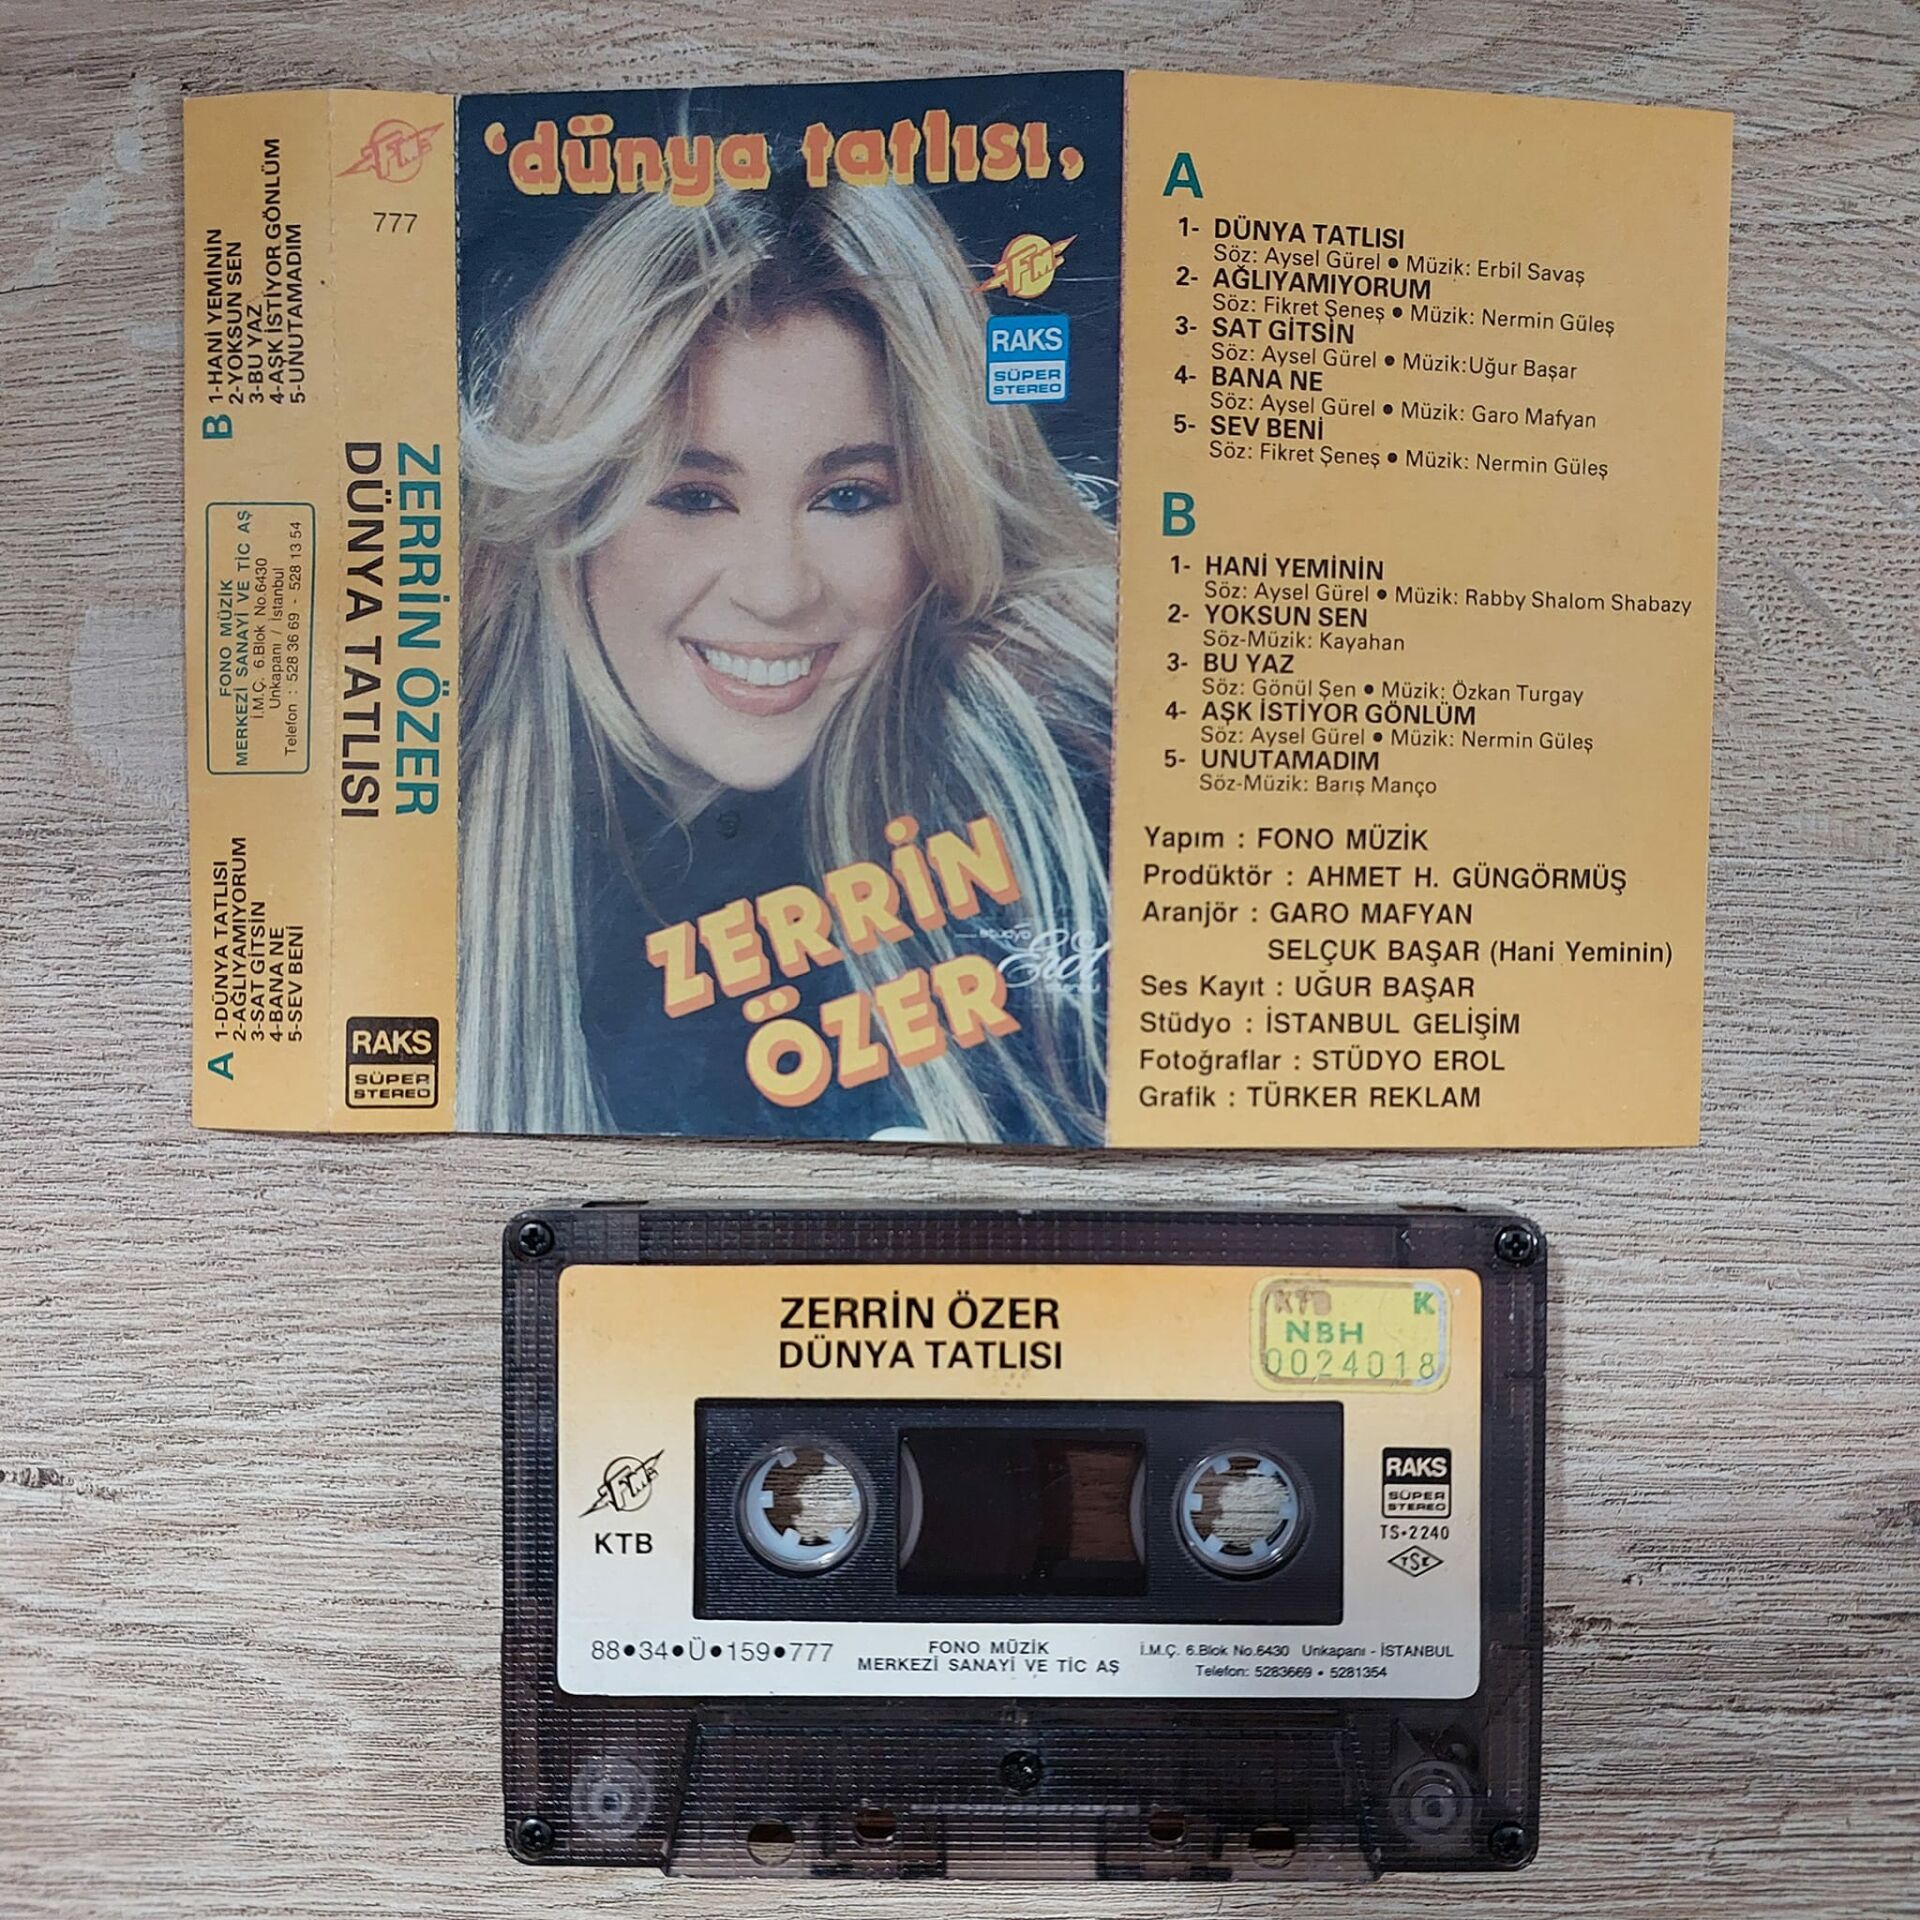 1-HANİ YEMİNİN
2-YOKSUN SEN
3-BU YAZ
4-AŞK İSTİYOR GÖNLÜM
5-UNUTAMADIM
B
FONO MÜZİK
MERKEZİ SANAYİ VE TİC AŞ
İ.M.Ç. 6.Blok No.6430
Unkapanı / İstanbul
Telefon : 528 36 69 - 528 13 54
A
1-DÜNYA TATLISI
2-AĞLIYAMIYORUM
3-SAT GİTSİN
4-BANA NE
5-SEV BENİ
FM
777
ZERRİN ÖZER
DÜNYA TATLISI
RAKS
SÜPER
STEREO
'dünya tatlısı,
FM
RAKS
SÜPER
STEREO
ZERRİN
ÖZER
stüdyo
Erol
A
1- DÜNYA TATLISI
Söz: Aysel Gürel • Müzik: Erbil Savaş
2- AĞLIYAMIYORUM
Söz: Fikret Şeneş • Müzik: Nermin Güleş
3- SAT GİTSİN
Söz: Aysel Gürel • Müzik:Uğur Başar
4- BANA NE
Söz: Aysel Gürel • Müzik: Garo Mafyan
5- SEV BENİ
Söz: Fikret Şeneş • Müzik: Nermin Güleş
B
1- HANİ YEMİNİN
Söz: Aysel Gürel • Müzik: Rabby Shalom Shabazy
2- YOKSUN SEN
Söz-Müzik: Kayahan
3- BU YAZ
Söz: Gönül Şen • Müzik: Özkan Turgay
4- AŞK İSTİYOR GÖNLÜM
Söz: Aysel Gürel • Müzik: Nermin Güleş
5- UNUTAMADIM
Söz-Müzik: Barış Manço
Yapım : FONO MÜZİK
Prodüktör : AHMET H. GÜNGÖRMÜŞ
Aranjör : GARO MAFYAN
SELÇUK BAŞAR (Hani Yeminin)
Ses Kayıt : UĞUR BAŞAR
Stüdyo : İSTANBUL GELİŞİM
Fotoğraflar : STÜDYO EROL
Grafik : TÜRKER REKLAM
ZERRİN ÖZER
DÜNYA TATLISI
KTB K
NBH
0024018
FM
KTB
RAKS
SÜPER
STEREO
TS•2240
TSE
88•34•Ü•159•777
FONO MÜZİK
MERKEZİ SANAYİ VE TİC AŞ
İ.M.Ç. 6.Blok No.6430 Unkapanı - İSTANBUL
Telefon: 5283669 • 5281354